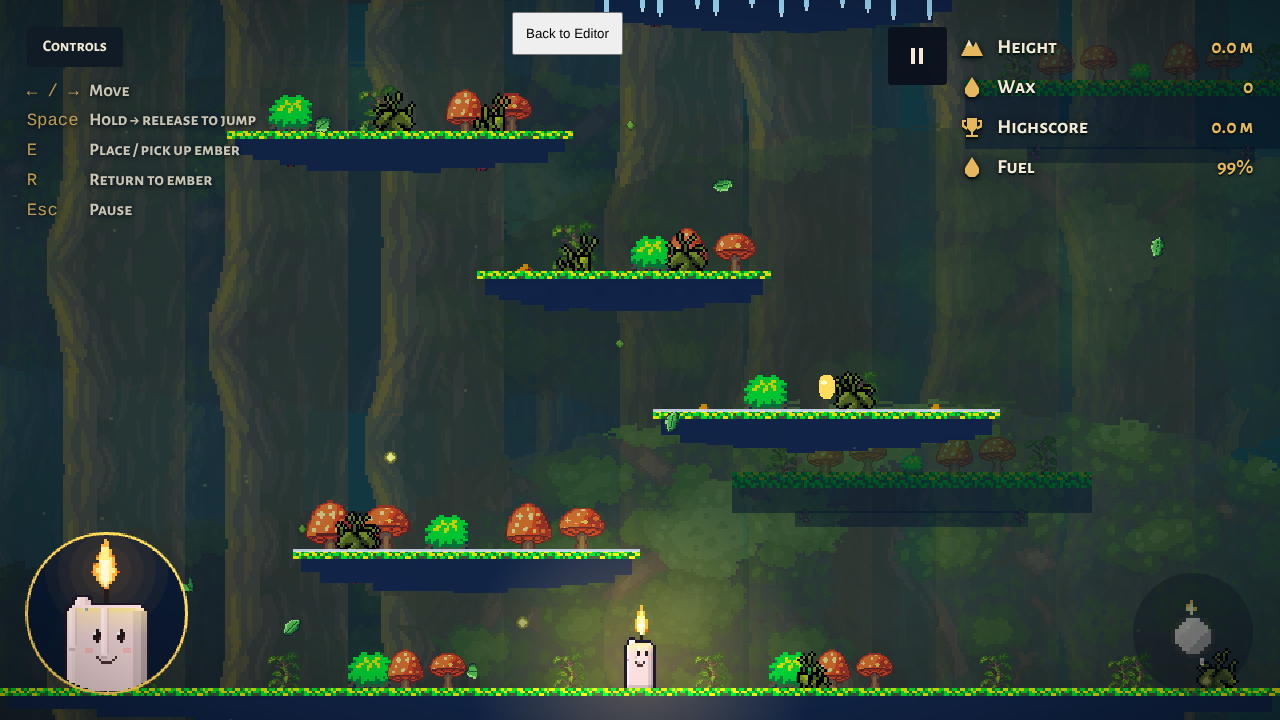 Back to Editor
Controls
← / → Move
Space Hold → release to jump
E Place / pick up ember
R Return to ember
Esc Pause
Height 0.0 m
Wax 0
Highscore 0.0 m
Fuel 99%